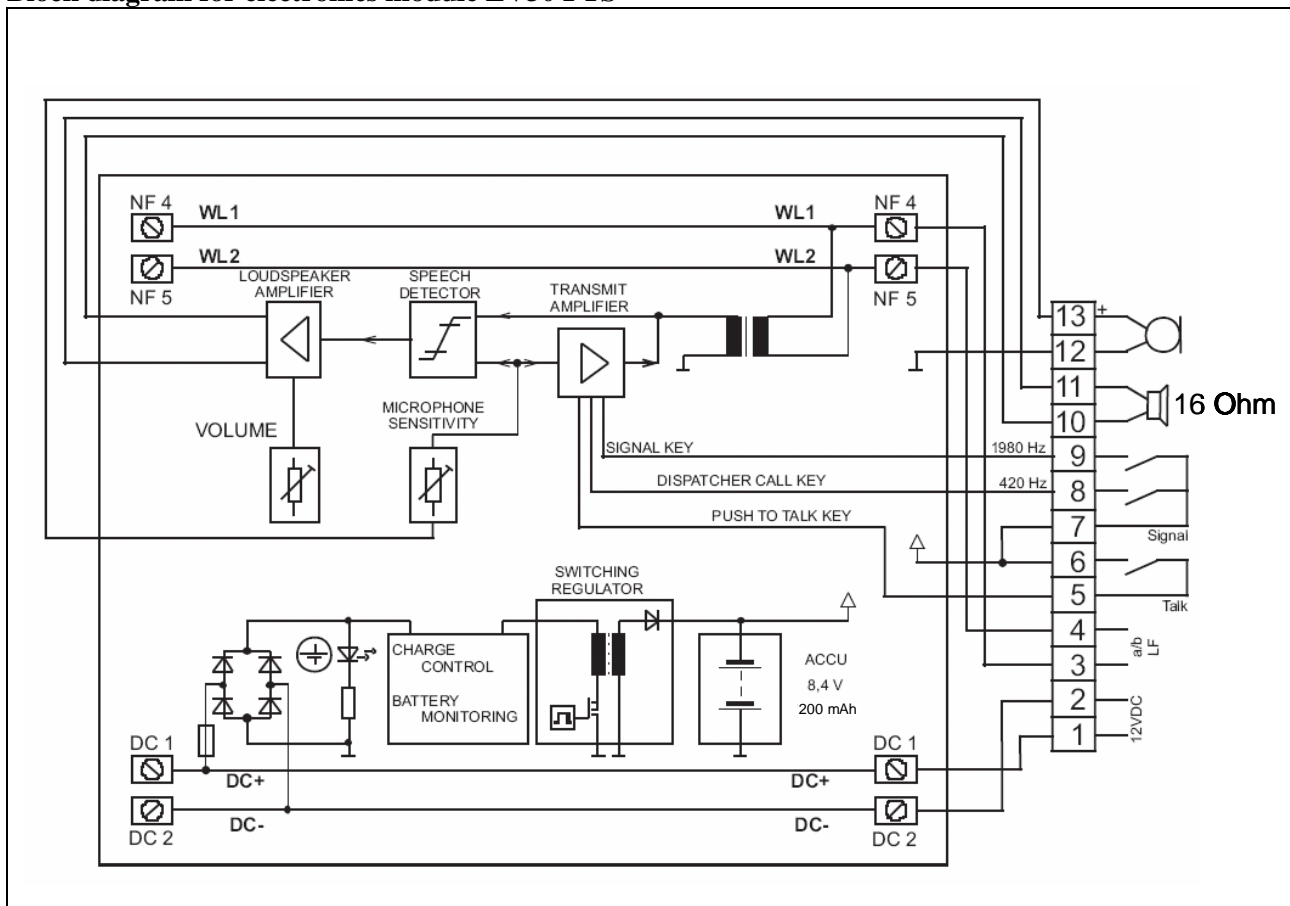 NF 4
WL1
WL1
NF 4
WL2
WL2
NF 5
NF 5
LOUDSPEAKER
AMPLIFIER
SPEECH
DETECTOR
TRANSMIT
AMPLIFIER
VOLUME
MICROPHONE
SENSITIVITY
SIGNAL KEY
1980 Hz
DISPATCHER CALL KEY
420 Hz
PUSH TO TALK KEY
13
+
12
11
16 Ohm
10
9
8
7
Signal
6
5
Talk
4
a/b
LF
3
2
12VDC
1
SWITCHING
REGULATOR
CHARGE
CONTROL
BATTERY
MONITORING
ACCU
8,4 V
200 mAh
DC 1
DC+
DC+
DC 1
DC-
DC-
DC 2
DC 2